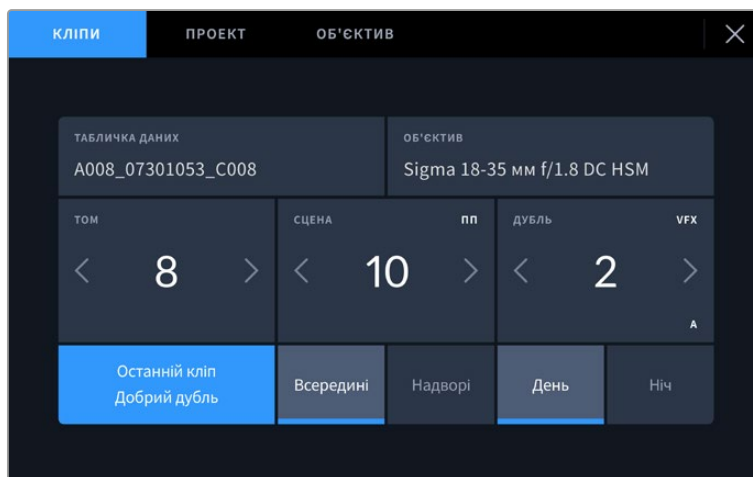 КЛІПИ ПРОЕКТ ОБ'ЄКТИВ
ТАБЛИЧКА ДАНИХ ОБ'ЄКТИВ
A008_07301053_C008 Sigma 18-35 мм f/1.8 DC HSM
ТОМ СЦЕНА ПП ДУБЛЬ VFX
8 10 2
A
Останній кліп
Добрий дубль
Всередині Надворі День Ніч